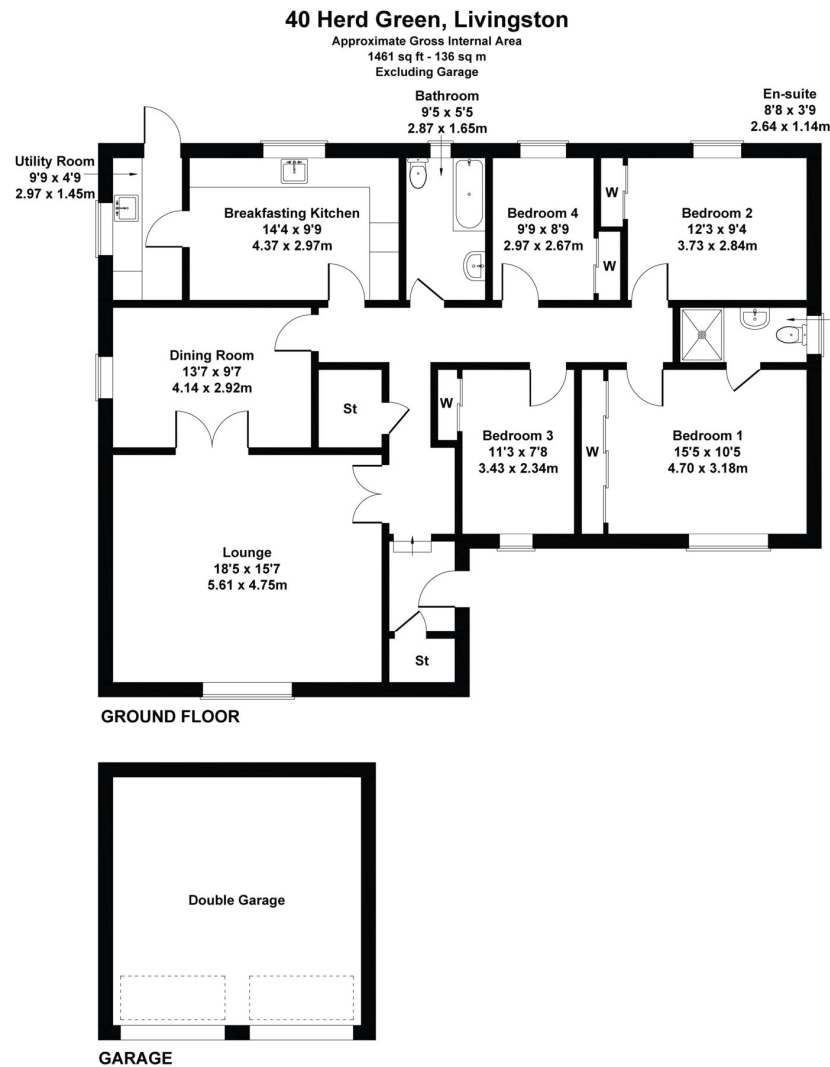 40 Herd Green, Livingston
Approximate Gross Internal Area
1461 sq ft - 136 sq m
Excluding Garage
Bathroom
9'5 x 5'5
2.87 x 1.65m
En-suite
8'8 x 3'9
2.64 x 1.14m
Utility Room
9'9 x 4'9
2.97 x 1.45m
Breakfasting Kitchen
14'4 x 9'9
4.37 x 2.97m
Bedroom 4
9'9 x 8'9
2.97 x 2.67m
W
W
Bedroom 2
12'3 x 9'4
3.73 x 2.84m
Dining Room
13'7 x 9'7
4.14 x 2.92m
St
W
Bedroom 3
11'3 x 7'8
3.43 x 2.34m
W
Bedroom 1
15'5 x 10'5
4.70 x 3.18m
Lounge
18'5 x 15'7
5.61 x 4.75m
St
GROUND FLOOR
Double Garage
GARAGE